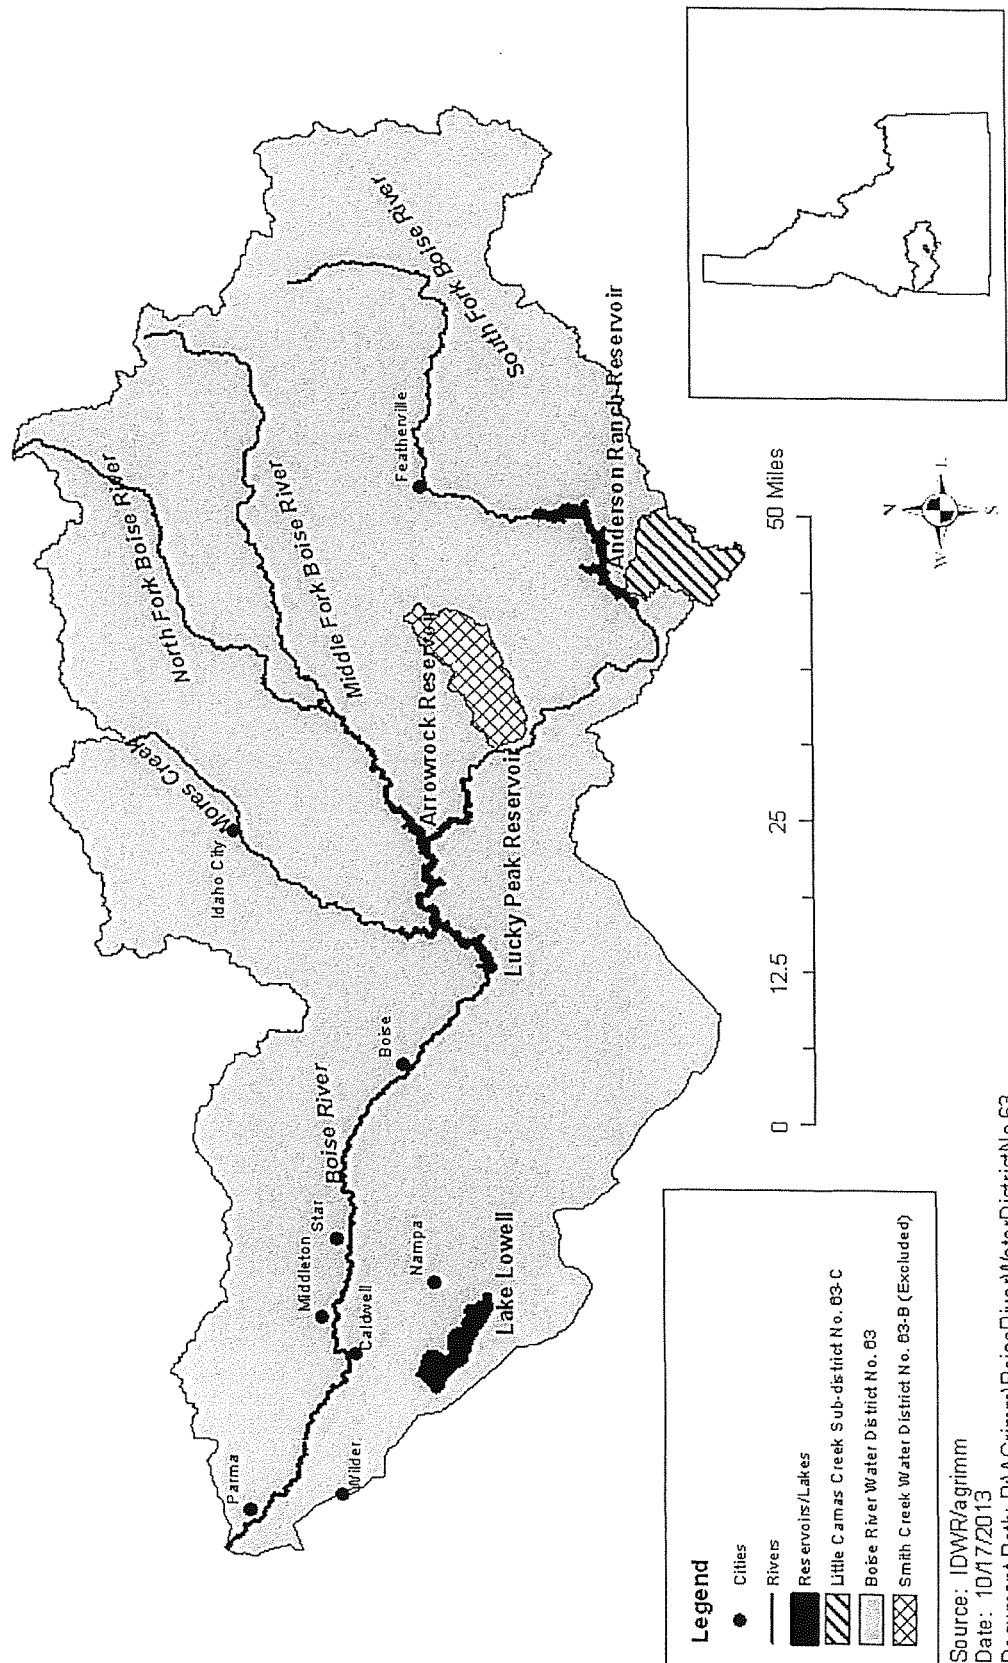 North Fork Boise River
Middle Fork Boise River
South Fork Boise River
Mores Creek
Idaho City
Featherville
Arrowrock Reservoir
Anderson Ranch Reservoir
Lucky Peak Reservoir
Boise
Boise River
Star
Middleton
Caldwell
Nampa
Lake Lowell
Parma
Wilder
0 12.5 25 50 Miles
N
W
S
Legend
Cities
Rivers
Reservoirs/Lakes
Little Camas Creek Sub-district No. 63-C
Boise River Water District No. 63
Smith Creek Water District No. 63-B (Excluded)
Source: IDWR/agrimm
Date: 10/17/2013